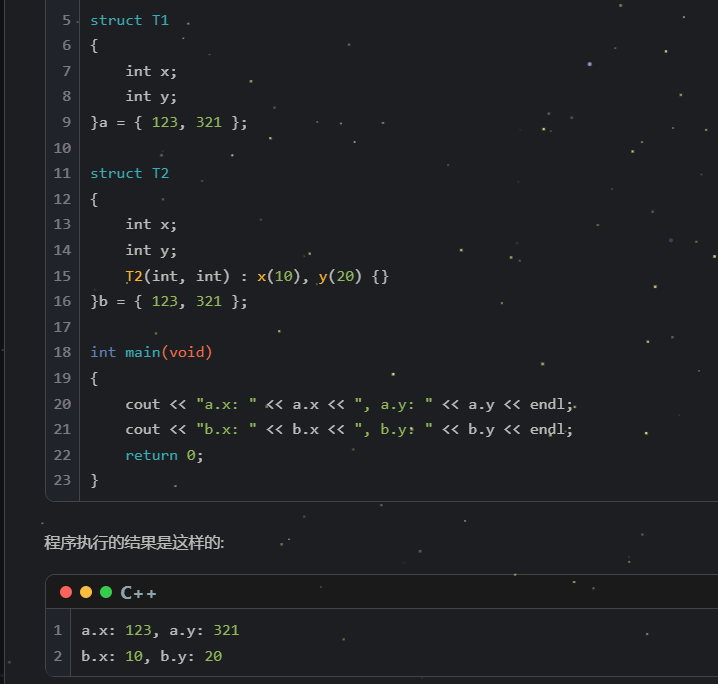 5 struct T1
6 {
7     int x;
8     int y;
9 }a = { 123, 321 };
10
11 struct T2
12 {
13     int x;
14     int y;
15     T2(int, int) : x(10), y(20) {}
16 }b = { 123, 321 };
17
18 int main(void)
19 {
20     cout << "a.x: " << a.x << ", a.y: " << a.y << endl;
21     cout << "b.x: " << b.x << ", b.y: " << b.y << endl;
22     return 0;
23 }
程序执行的结果是这样的:
C++
1 a.x: 123, a.y: 321
2 b.x: 10, b.y: 20